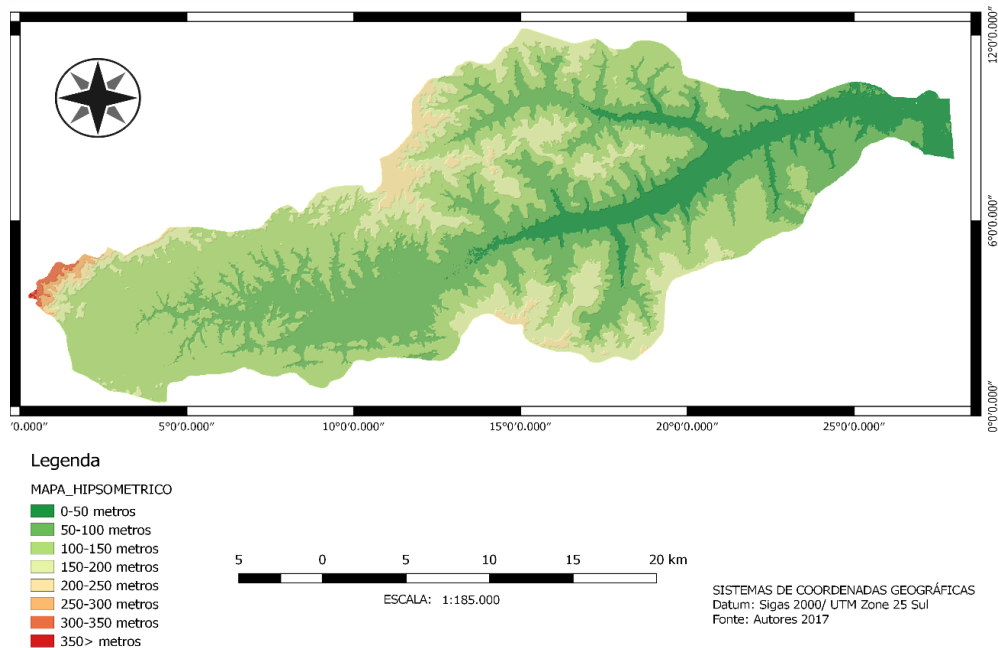 12°0'0.000"
6°0'0.000"
0°0'0.000"
'0.000"
5°0'0.000"
10°0'0.000"
15°0'0.000"
20°0'0.000"
25°0'0.000"
Legenda
MAPA_HIPSOMETRICO
0-50 metros
50-100 metros
100-150 metros
150-200 metros
200-250 metros
250-300 metros
300-350 metros
350> metros
5 0 5 10 15 20 km
ESCALA: 1:185.000
SISTEMAS DE COORDENADAS GEOGRÁFICAS
Datum: Sigas 2000/ UTM Zone 25 Sul
Fonte: Autores 2017